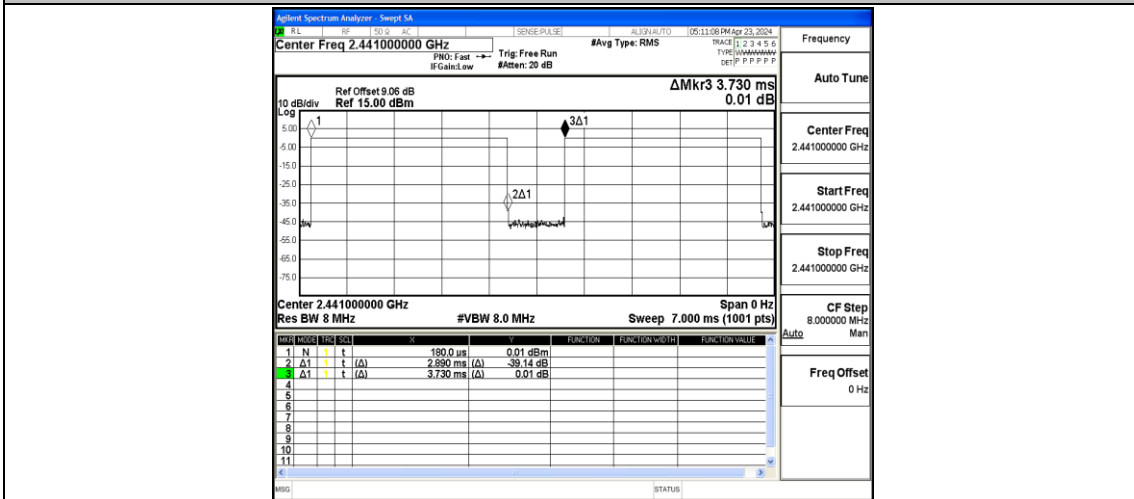 Agilent Spectrum Analyzer - Swept SA
RL RF 50 Ω AC SENSE:PULSE ALIGN AUTO 05:11:08 PM Apr 23, 2024
Center Freq 2.441000000 GHz #Avg Type: RMS TRACE 1 2 3 4 5 6
PNO: Fast Trig: Free Run TYPE
IFGain:Low #Atten: 20 dB DET P P P P P P
Frequency
Auto Tune
Center Freq
2.441000000 GHz
Start Freq
2.441000000 GHz
Stop Freq
2.441000000 GHz
CF Step
8.000000 MHz
Auto Man
Freq Offset
0 Hz
ΔMkr3 3.730 ms
0.01 dB
Ref Offset 9.06 dB
10 dB/div Ref 15.00 dBm
Log
5.00
-5.00
-15.0
-25.0
-35.0
-45.0
-55.0
-65.0
-75.0
1
2Δ1
3Δ1
Center 2.441000000 GHz Span 0 Hz
Res BW 8 MHz #VBW 8.0 MHz Sweep 7.000 ms (1001 pts)
MKR MODE TRC SCL X Y FUNCTION FUNCTION WIDTH FUNCTION VALUE
1 N 1 t 180.0 µs 0.01 dBm
2 Δ1 1 t (Δ) 2.890 ms (Δ) -39.14 dB
3 Δ1 1 t (Δ) 3.730 ms (Δ) 0.01 dB
4
5
6
7
8
9
10
11
MSG STATUS